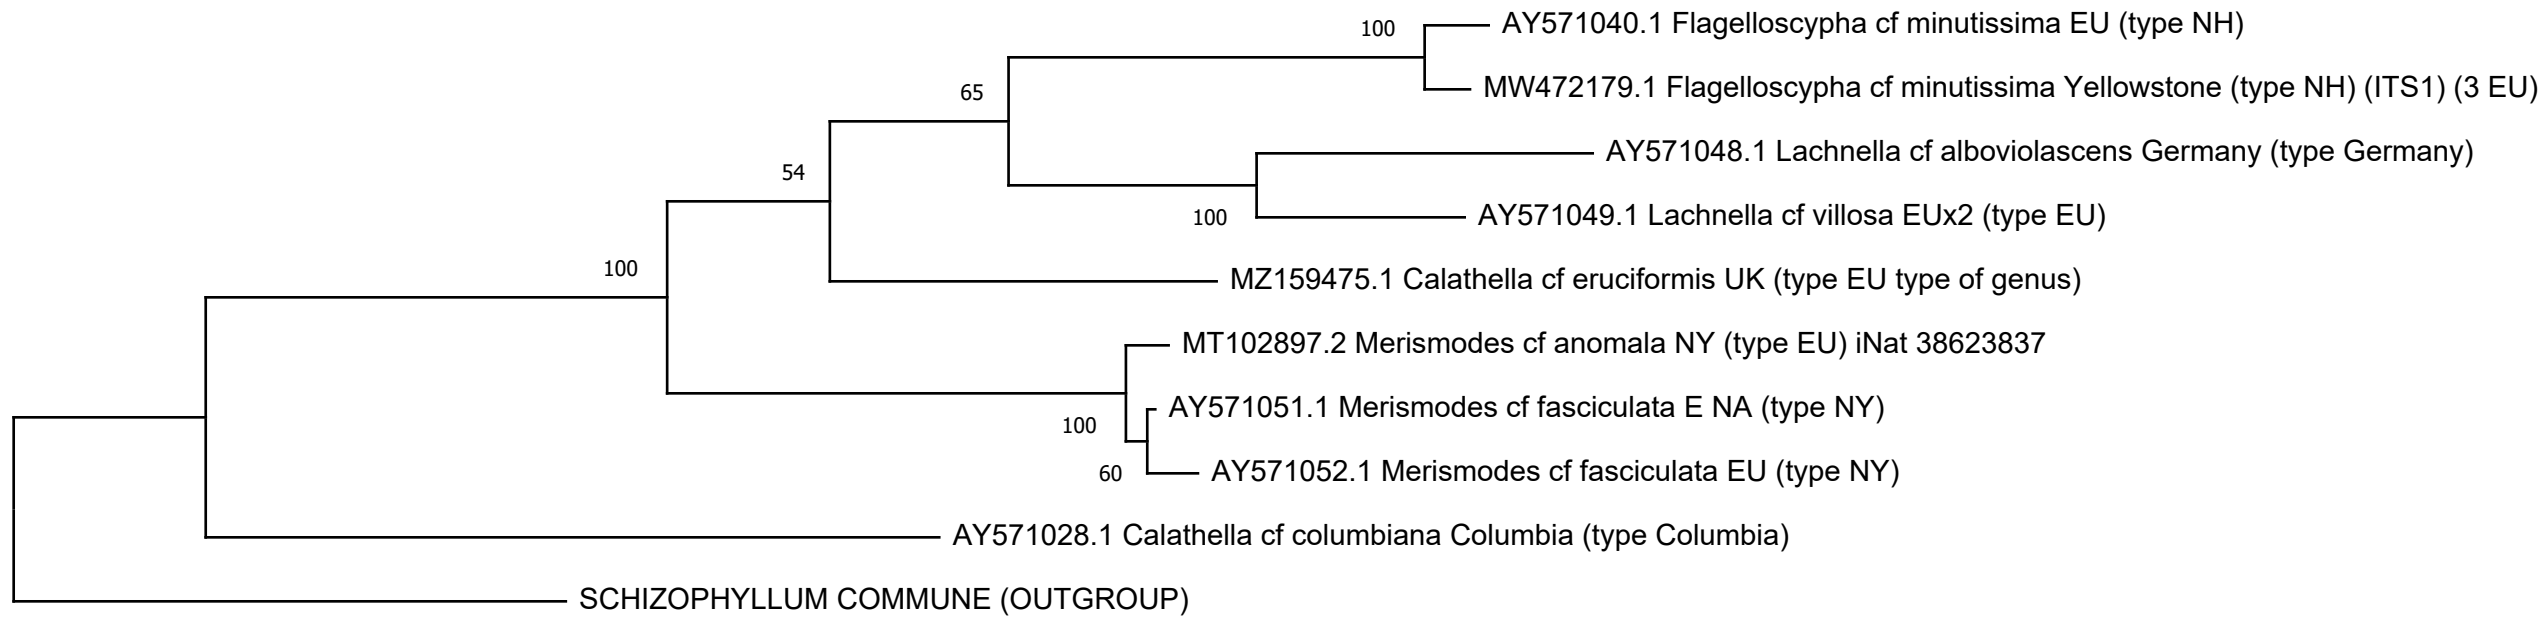 100
AY571040.1 Flagelloscypha cf minutissima EU (type NH)
MW472179.1 Flagelloscypha cf minutissima Yellowstone (type NH) (ITS1) (3 EU)
65
AY571048.1 Lachnella cf alboviolascens Germany (type Germany)
54
AY571049.1 Lachnella cf villosa EUx2 (type EU)
100
100
MZ159475.1 Calathella cf eruciformis UK (type EU type of genus)
MT102897.2 Merismodes cf anomala NY (type EU) iNat 38623837
AY571051.1 Merismodes cf fasciculata E NA (type NY)
100
60
AY571052.1 Merismodes cf fasciculata EU (type NY)
AY571028.1 Calathella cf columbiana Columbia (type Columbia)
SCHIZOPHYLLUM COMMUNE (OUTGROUP)